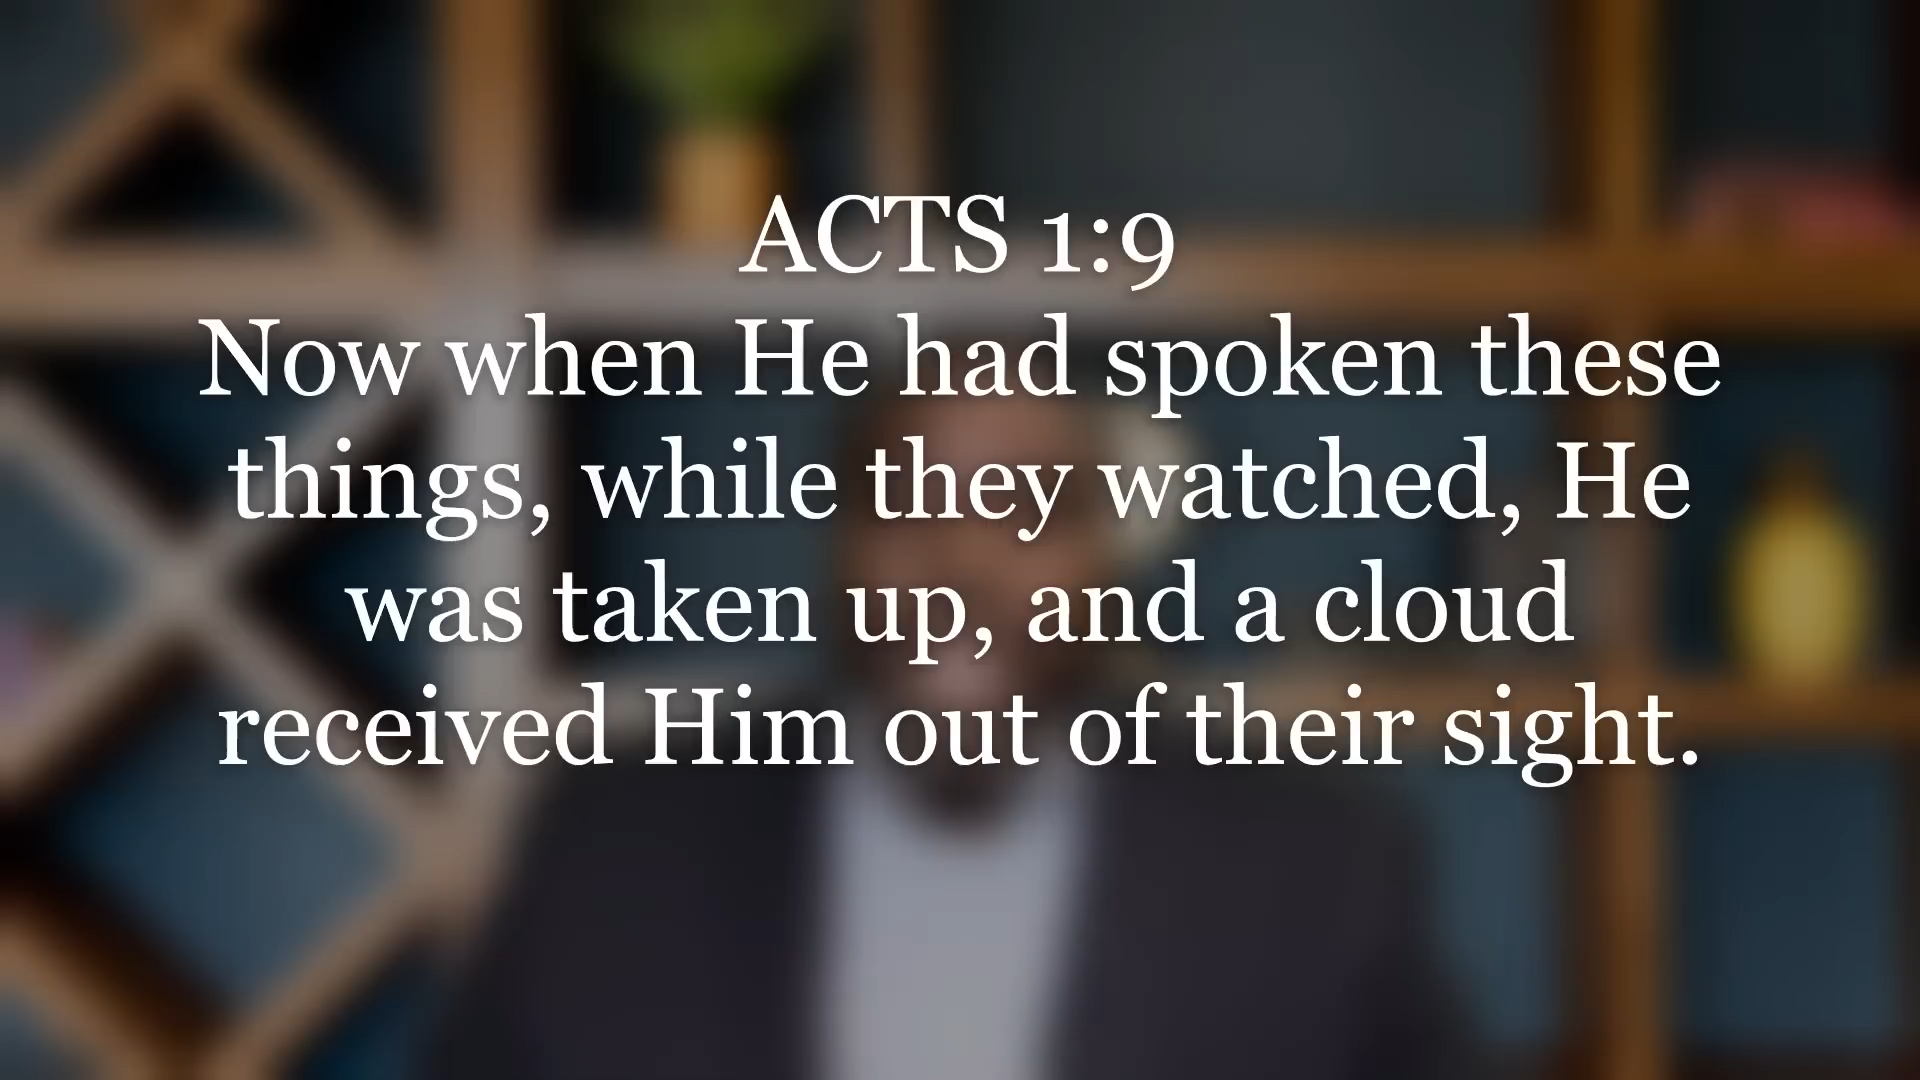 ACTS 1:9
Now when He had spoken these
things, while they watched, He
was taken up, and a cloud
received Him out of their sight.